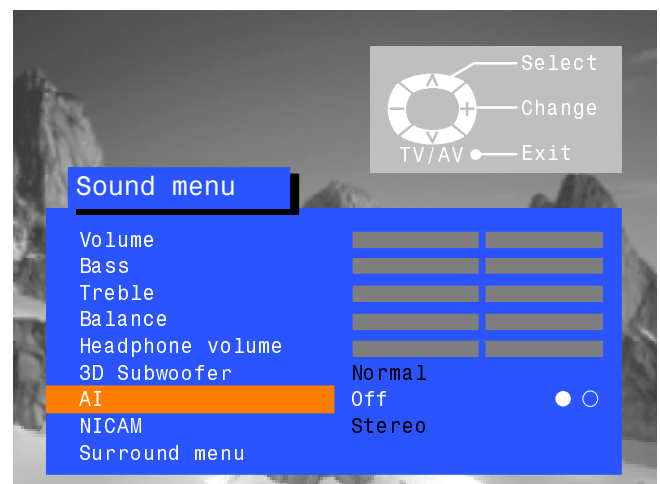 Select
Change
TV/AV Exit
Sound menu
Volume
Bass
Treble
Balance
Headphone volume
3D Subwoofer Normal
AI Off
NICAM Stereo
Surround menu